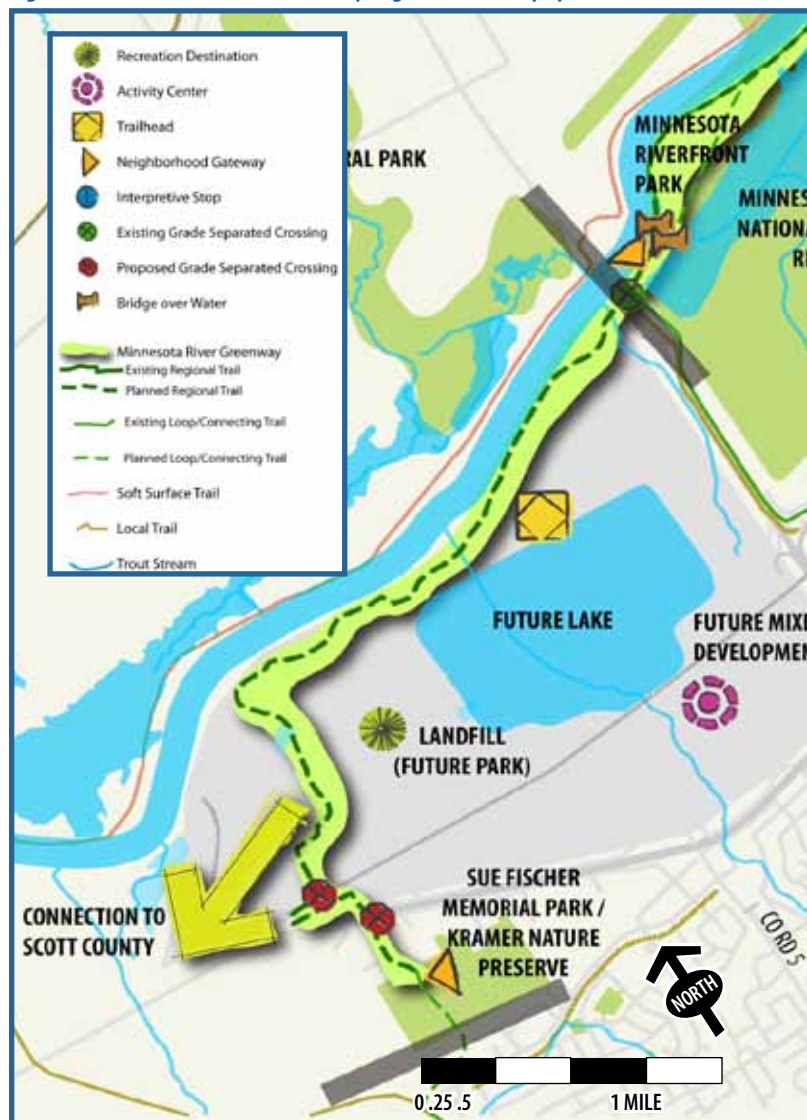 Recreation Destination
Activity Center
Trailhead
Neighborhood Gateway
Interpretive Stop
Existing Grade Separated Crossing
Proposed Grade Separated Crossing
Bridge over Water
Minnesota River Greenway
Existing Regional Trail
Planned Regional Trail
Existing Loop/Connecting Trail
Planned Loop/Connecting Trail
Soft Surface Trail
Local Trail
Trout Stream
RAL PARK
MINNESOTA
RIVERFRONT
PARK
MINNES
NATIONA
RE
FUTURE LAKE
FUTURE MIXE
DEVELOPMEN
LANDFILL
(FUTURE PARK)
CONNECTION TO
SCOTT COUNTY
SUE FISCHER
MEMORIAL PARK /
KRAMER NATURE
PRESERVE
CO RD 5
NORTH
0 .25 .5 1 MILE